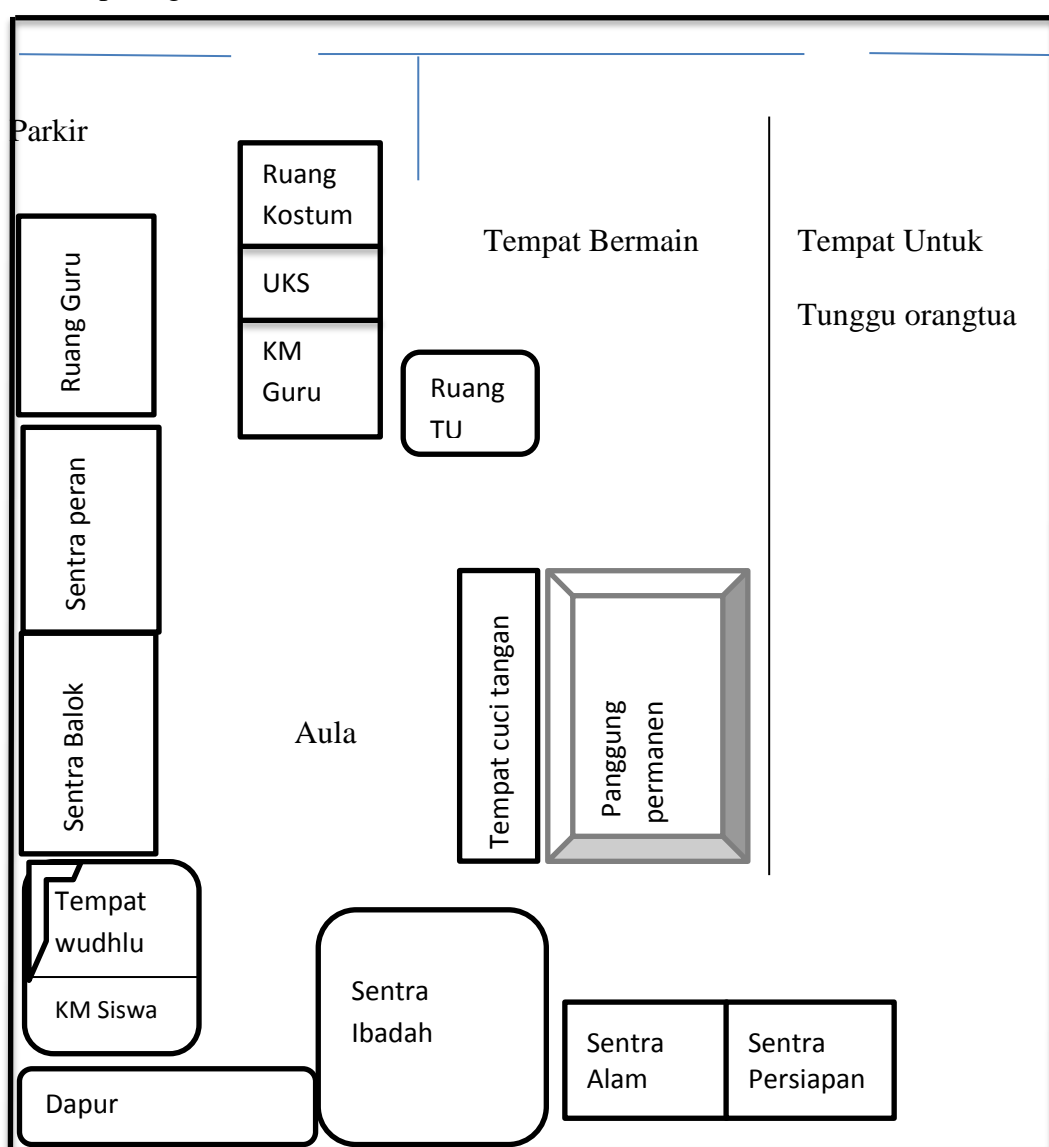 Parkir
Ruang
Kostum
UKS
KM
Guru
Ruang Guru
Tempat Bermain
Tempat Untuk
Tunggu orangtua
Ruang
TU
Sentra peran
Sentra Balok
Aula
Tempat cuci tangan
Panggung
permanen
Tempat
wudhlu
KM Siswa
Sentra
Ibadah
Sentra
Alam
Sentra
Persiapan
Dapur